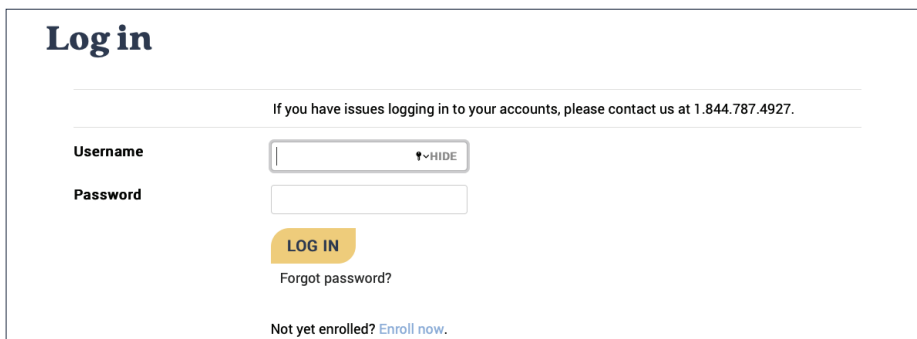 Log in
If you have issues logging in to your accounts, please contact us at 1.844.787.4927.
Username
HIDE
Password
LOG IN
Forgot password?
Not yet enrolled? Enroll now.